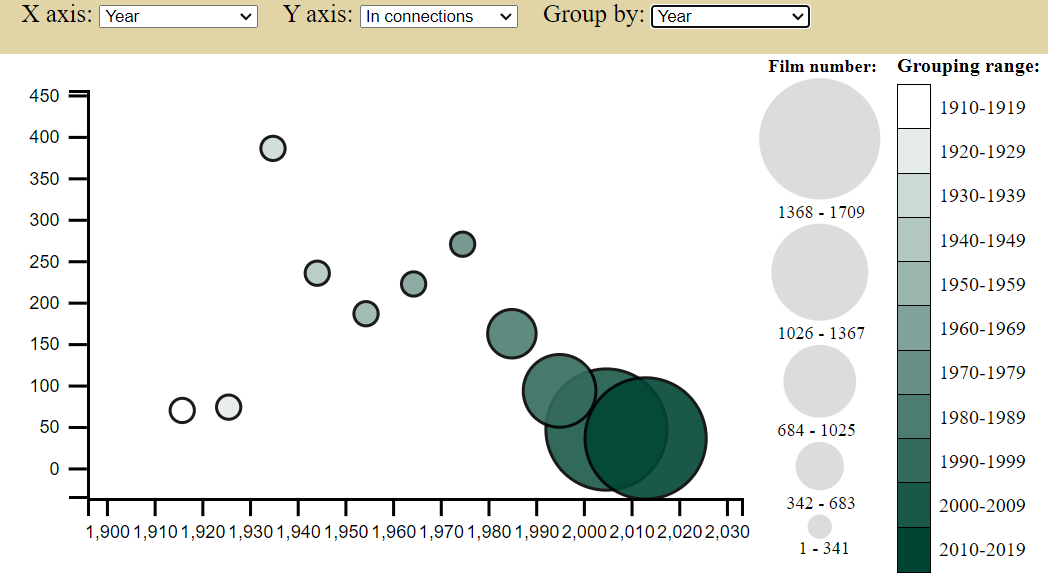 X axis: Year Y axis: In connections Group by: Year
Film number: Grouping range:
450
400
350
300
250
200
150
100
50
0
1,900 1,910 1,920 1,930 1,940 1,950 1,960 1,970 1,980 1,990 2,000 2,010 2,020 2,030
1368 - 1709
1026 - 1367
684 - 1025
342 - 683
1 - 341
1910-1919
1920-1929
1930-1939
1940-1949
1950-1959
1960-1969
1970-1979
1980-1989
1990-1999
2000-2009
2010-2019